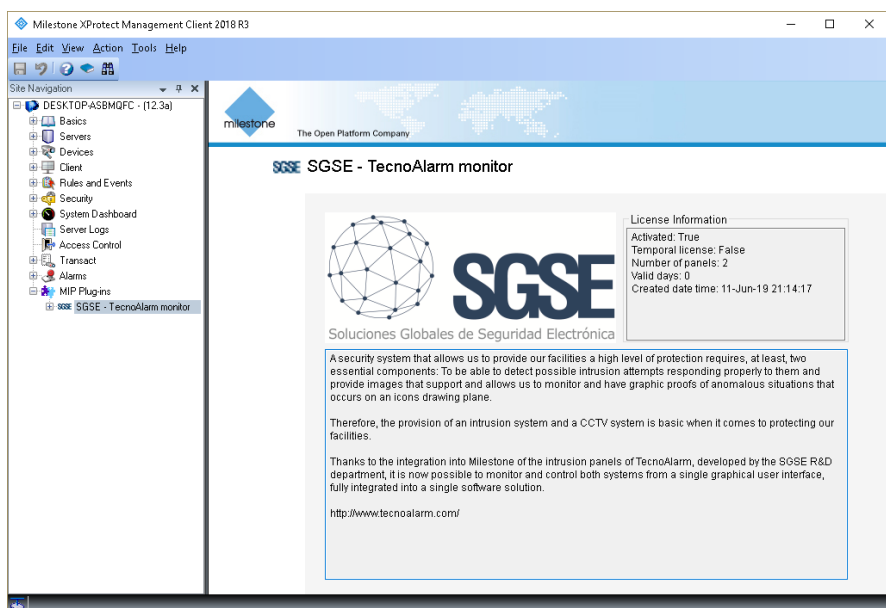 Milestone XProtect Management Client 2018 R3
File Edit View Action Tools Help
Site Navigation
DESKTOP-ASBMQFC - (12.3a)
Basics
Servers
Devices
Client
Rules and Events
Security
System Dashboard
Server Logs
Access Control
Transact
Alarms
MIP Plug-ins
SGSE SGSE - TecnoAlarm monitor
milestone
The Open Platform Company
SGSE SGSE - TecnoAlarm monitor
SGSE
Soluciones Globales de Seguridad Electrónica
License Information
Activated: True
Temporal license: False
Number of panels: 2
Valid days: 0
Created date time: 11-Jun-19 21:14:17
A security system that allows us to provide our facilities a high level of protection requires, at least, two
essential components: To be able to detect possible intrusion attempts responding properly to them and
provide images that support and allows us to monitor and have graphic proofs of anomalous situations that
occurs on an icons drawing plane.
Therefore, the provision of an intrusion system and a CCTV system is basic when it comes to protecting our
facilities.
Thanks to the integration into Milestone of the intrusion panels of TecnoAlarm, developed by the SGSE R&D
department, it is now possible to monitor and control both systems from a single graphical user interface,
fully integrated into a single software solution.
http://www.tecnoalarm.com/